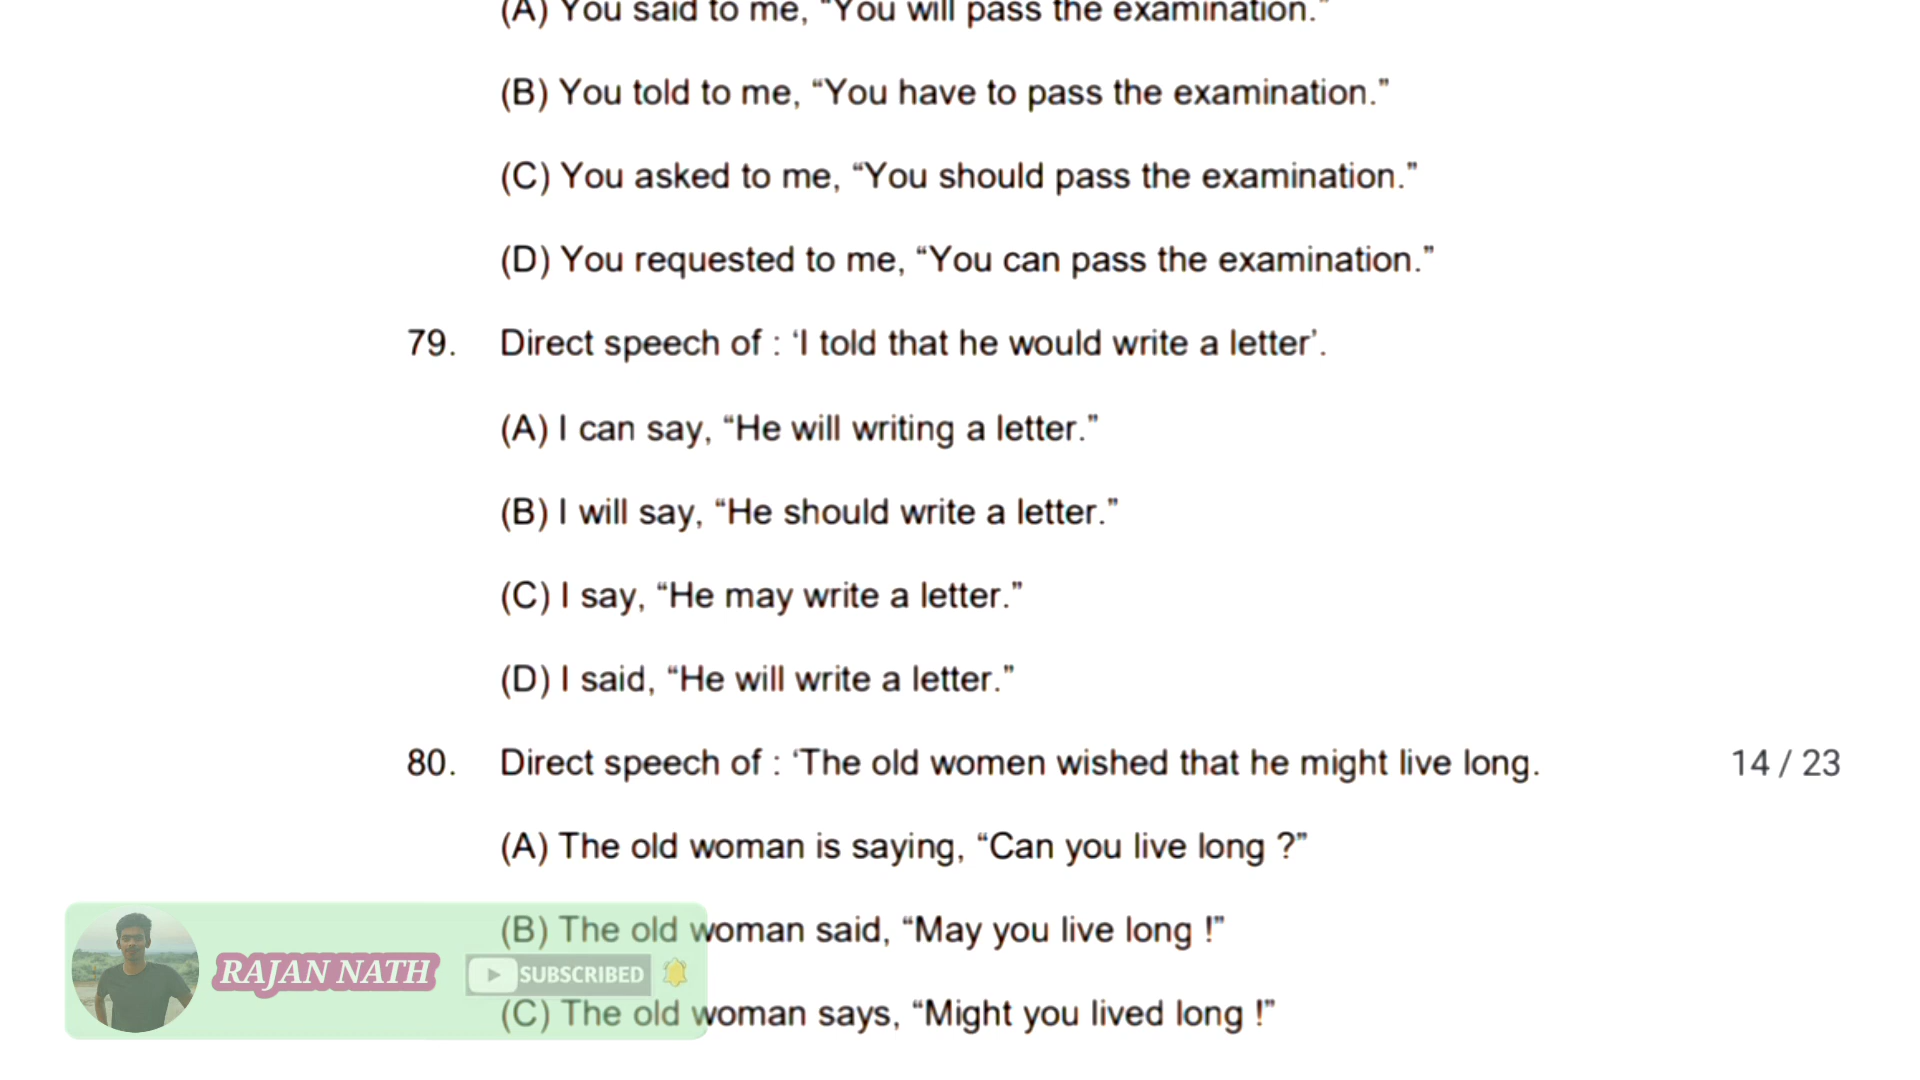 (A) You said to me, “You will pass the examination.”
(B) You told to me, “You have to pass the examination.”
(C) You asked to me, “You should pass the examination.”
(D) You requested to me, “You can pass the examination.”
79. Direct speech of : ‘I told that he would write a letter’.
(A) I can say, “He will writing a letter.”
(B) I will say, “He should write a letter.”
(C) I say, “He may write a letter.”
(D) I said, “He will write a letter.”
80. Direct speech of : ‘The old women wished that he might live long.
14 / 23
(A) The old woman is saying, “Can you live long ?”
(B) The old woman said, “May you live long !”
RAJAN NATH
SUBSCRIBED
(C) The old woman says, “Might you lived long !”